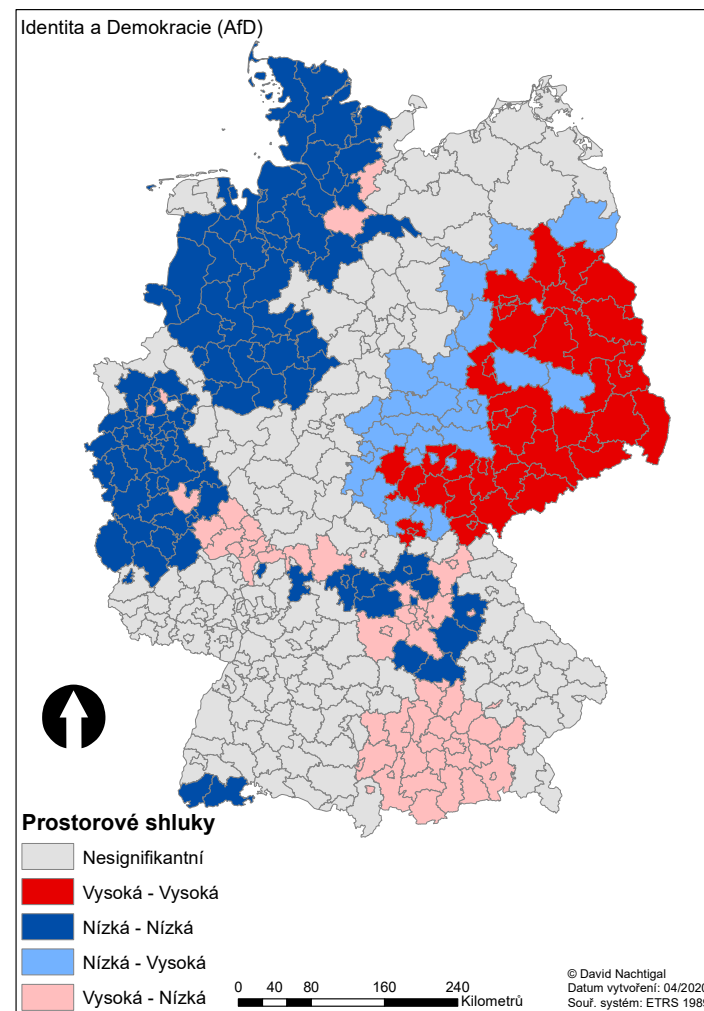 Identita a Demokracie (AfD)
Prostorové shluky
Nesignifikantní
Vysoká - Vysoká
Nízká - Nízká
Nízká - Vysoká
Vysoká - Nízká
0 40 80 160 240
Kilometrů
© David Nachtigal
Datum vytvoření: 04/2020
Souř. systém: ETRS 1989